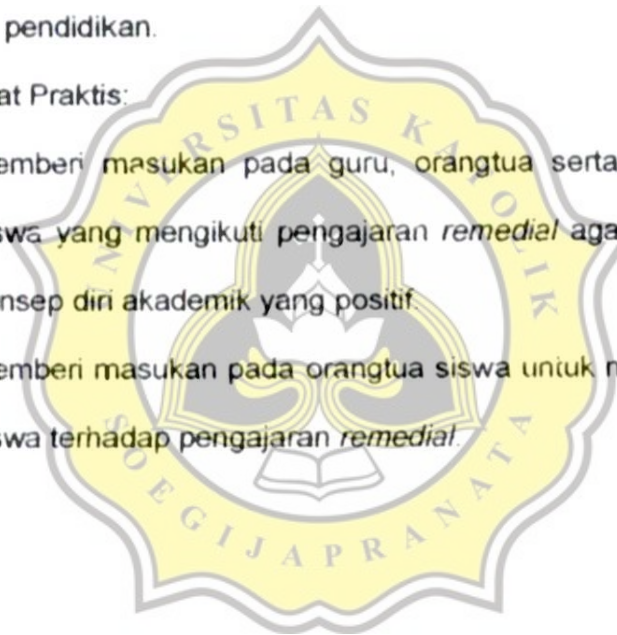 pendidikan.
at Praktis:
emberi masukan pada guru, orangtua serta
swa yang mengikuti pengajaran remedial aga
nsep diri akademik yang positif.
emberi masukan pada orangtua siswa untuk m
swa terhadap pengajaran remedial.
UNIVERSITAS KATOLIK
SOEGIJAPRANATA